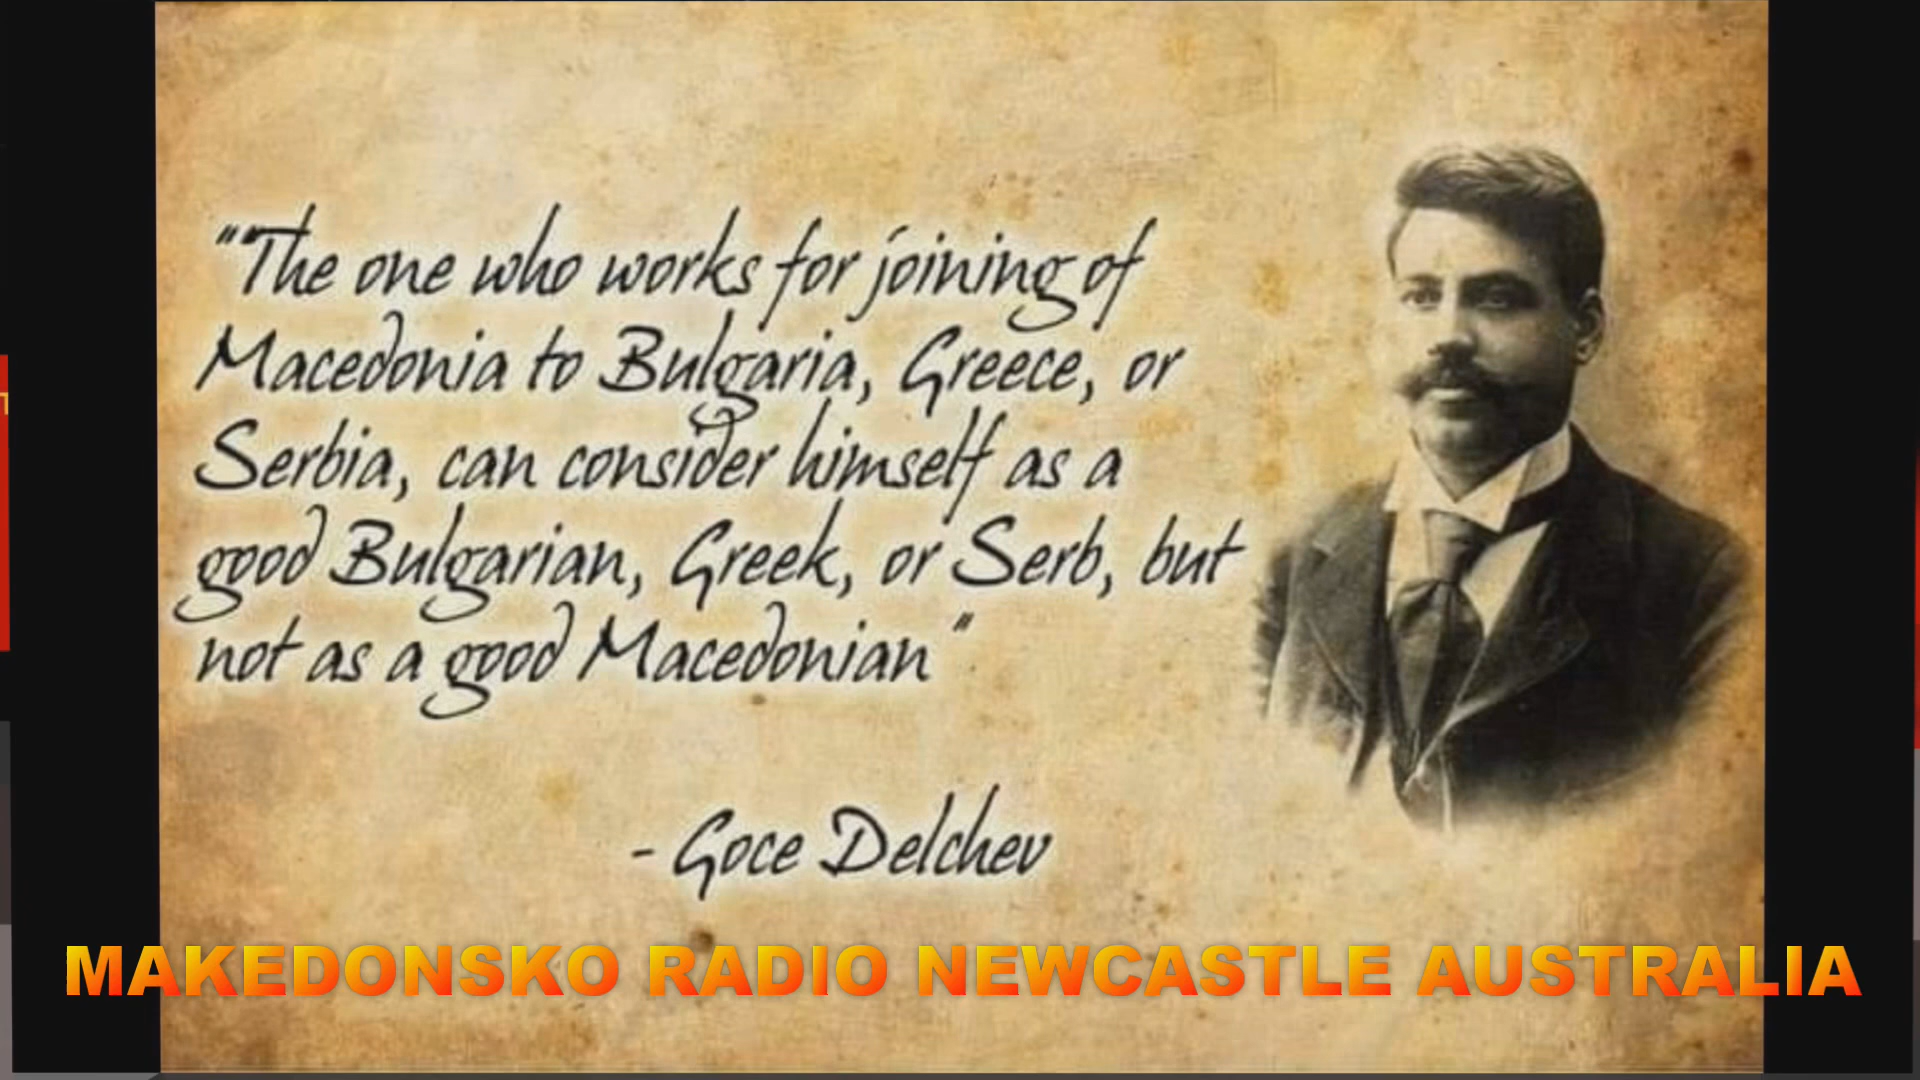 "The one who works for joining of
Macedonia to Bulgaria, Greece, or
Serbia, can consider himself as a
good Bulgarian, Greek, or Serb, but
not as a good Macedonian"
- Goce Delchev
MAKEDONSKO RADIO NEWCASTLE AUSTRALIA